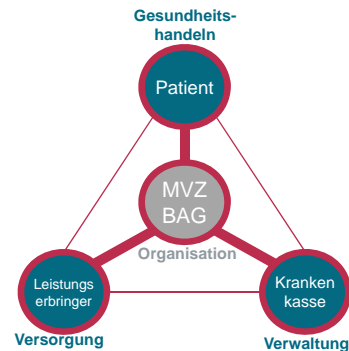 Gesundheits-
handeln
Patient
MVZ
BAG
Organisation
Leistungs
erbringer
Kranken
kasse
Versorgung
Verwaltung